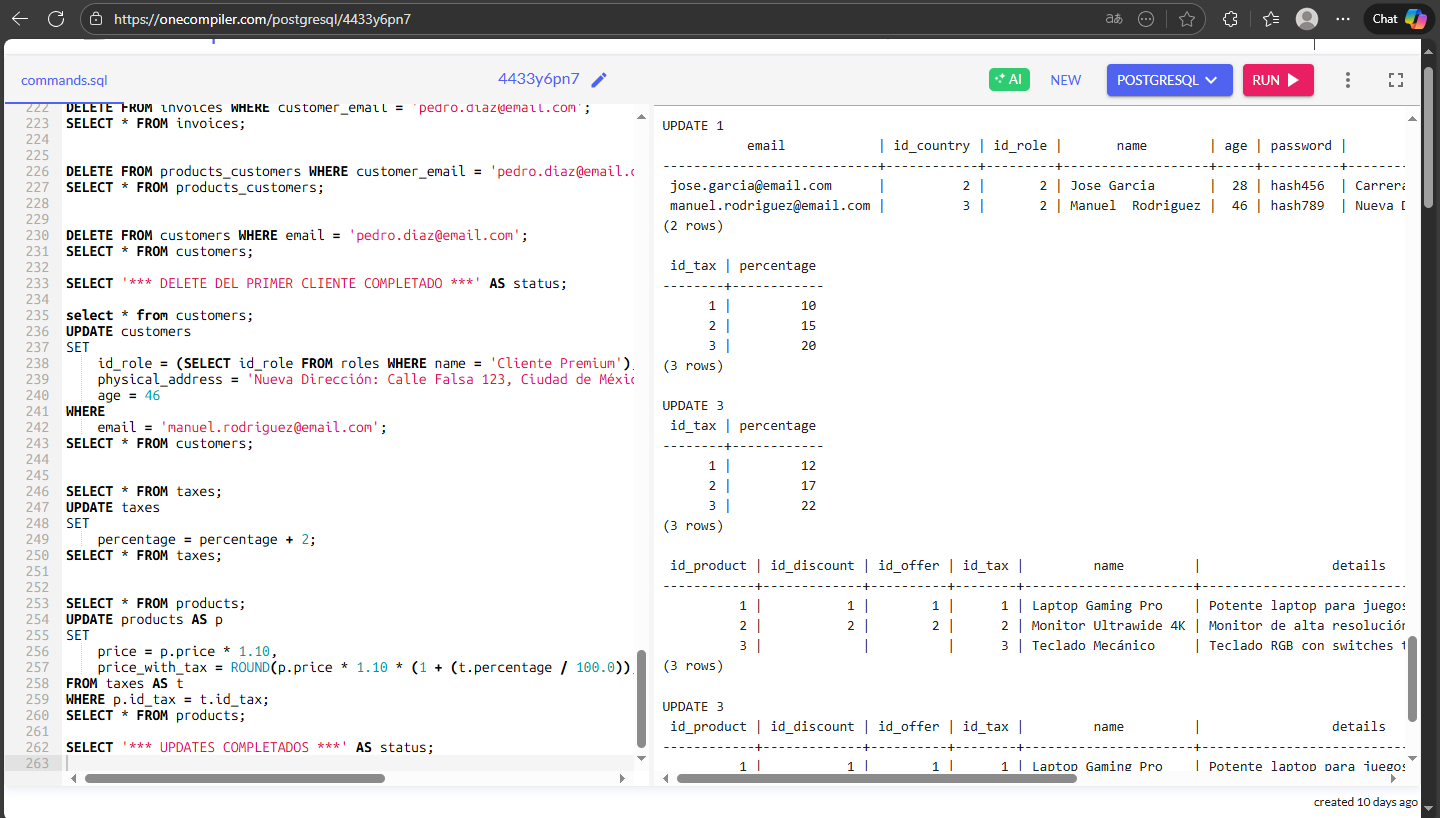 https://onecompiler.com/postgresql/4433y6pn7
Chat
commands.sql
4433y6pn7
AI
NEW
POSTGRESQL
RUN
222 DELETE FROM invoices WHERE customer_email = 'pedro.diaz@email.com';
223 SELECT * FROM invoices;
224
225
226 DELETE FROM products_customers WHERE customer_email = 'pedro.diaz@email.c
227 SELECT * FROM products_customers;
228
229
230 DELETE FROM customers WHERE email = 'pedro.diaz@email.com';
231 SELECT * FROM customers;
232
233 SELECT '*** DELETE DEL PRIMER CLIENTE COMPLETADO ***' AS status;
234
235 select * from customers;
236 UPDATE customers
237 SET
238 id_role = (SELECT id_role FROM roles WHERE name = 'Cliente Premium'),
239 physical_address = 'Nueva Dirección: Calle Falsa 123, Ciudad de Méxic
240 age = 46
241 WHERE
242 email = 'manuel.rodriguez@email.com';
243 SELECT * FROM customers;
244
245
246 SELECT * FROM taxes;
247 UPDATE taxes
248 SET
249 percentage = percentage + 2;
250 SELECT * FROM taxes;
251
252
253 SELECT * FROM products;
254 UPDATE products AS p
255 SET
256 price = p.price * 1.10,
257 price_with_tax = ROUND(p.price * 1.10 * (1 + (t.percentage / 100.0)),
258 FROM taxes AS t
259 WHERE p.id_tax = t.id_tax;
260 SELECT * FROM products;
261
262 SELECT '*** UPDATES COMPLETADOS ***' AS status;
263
UPDATE 1
email | id_country | id_role | name | age | password |
----------------------------+------------+---------+-------------------+-----+----------+--------
jose.garcia@email.com | 2 | 2 | Jose Garcia | 28 | hash456 | Carrera
manuel.rodriguez@email.com | 3 | 2 | Manuel  Rodriguez | 46 | hash789 | Nueva D
(2 rows)
id_tax | percentage
--------+------------
1 | 10
2 | 15
3 | 20
(3 rows)
UPDATE 3
id_tax | percentage
--------+------------
1 | 12
2 | 17
3 | 22
(3 rows)
id_product | id_discount | id_offer | id_tax | name | details
------------+-------------+----------+--------+----------------------+--------------------------
1 | 1 | 1 | 1 | Laptop Gaming Pro | Potente laptop para juegos
2 | 2 | 2 | 2 | Monitor Ultrawide 4K | Monitor de alta resolución
3 | | | 3 | Teclado Mecánico | Teclado RGB con switches t
(3 rows)
UPDATE 3
id_product | id_discount | id_offer | id_tax | name | details
------------+-------------+----------+--------+----------------------+--------------------------
1 | 1 | 1 | 1 | Laptop Gaming Pro | Potente laptop para juegos
created 10 days ago